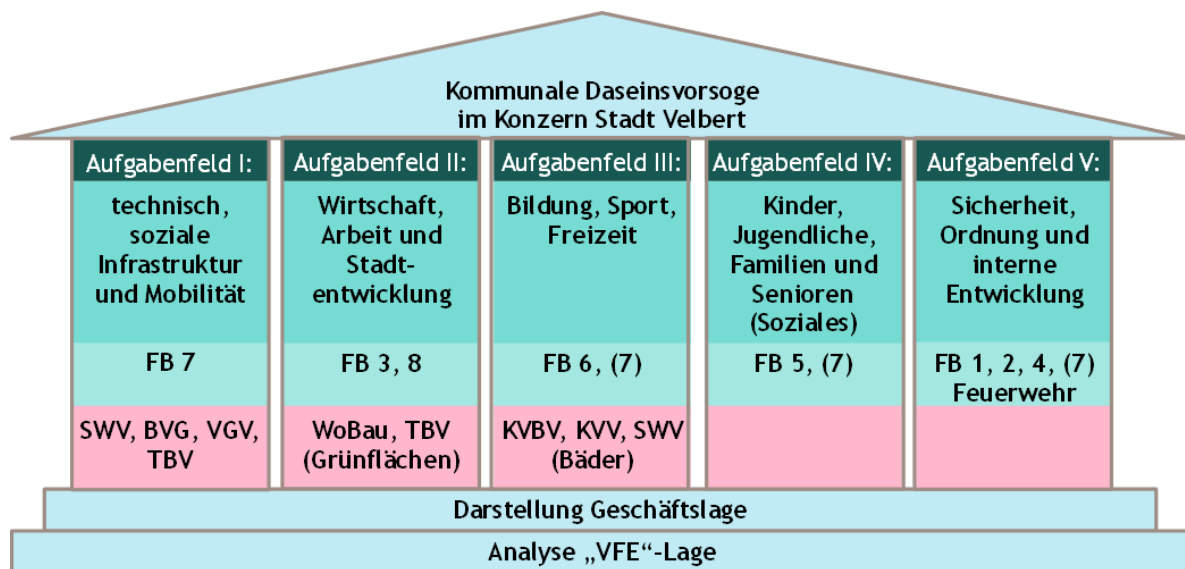 Kommunale Daseinsvorsoge
im Konzern Stadt Velbert
Aufgabenfeld I:
technisch,
soziale
Infrastruktur
und Mobilität
FB 7
SWV, BVG, VGV,
TBV
Aufgabenfeld II:
Wirtschaft,
Arbeit und
Stadt-
entwicklung
FB 3, 8
WoBau, TBV
(Grünflächen)
Aufgabenfeld III:
Bildung, Sport,
Freizeit
FB 6, (7)
KVBV, KVV, SWV
(Bäder)
Aufgabenfeld IV:
Kinder,
Jugendliche,
Familien und
Senioren
(Soziales)
FB 5, (7)
Aufgabenfeld V:
Sicherheit,
Ordnung und
interne
Entwicklung
FB 1, 2, 4, (7)
Feuerwehr
Darstellung Geschäftslage
Analyse „VFE“-Lage